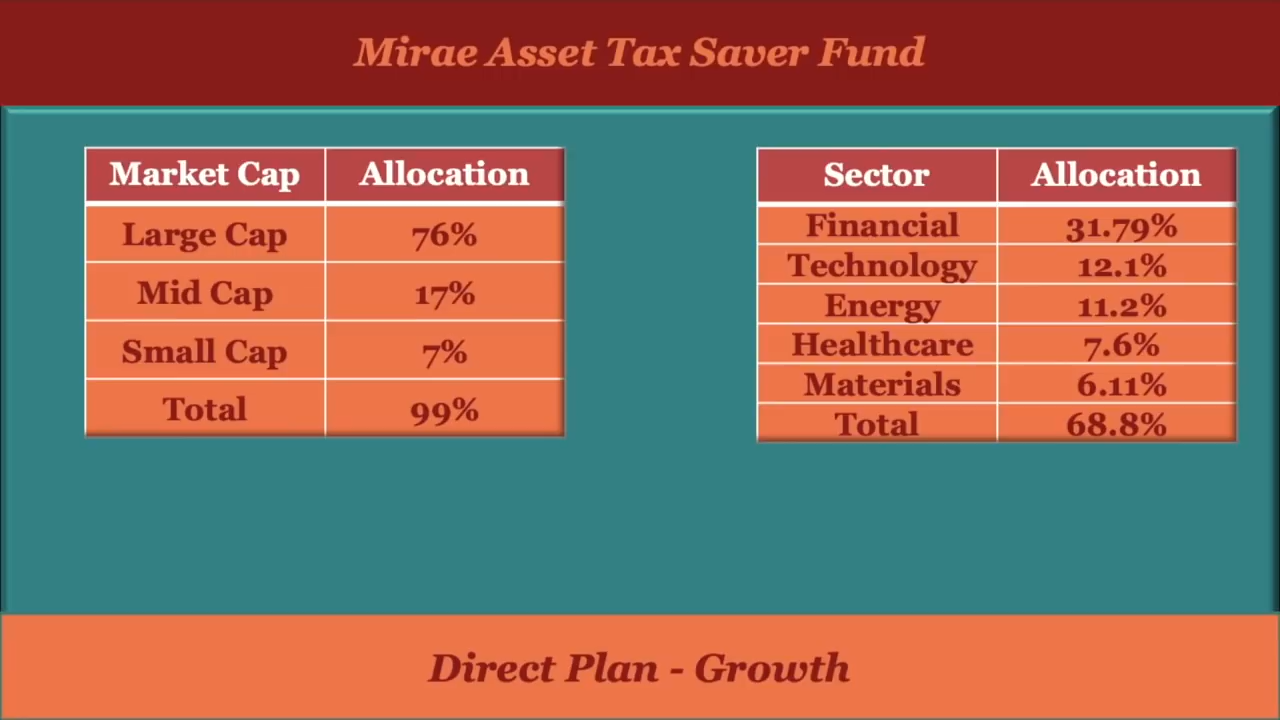 Mirae Asset Tax Saver Fund
Market Cap Allocation
Large Cap 76%
Mid Cap 17%
Small Cap 7%
Total 99%
Sector Allocation
Financial 31.79%
Technology 12.1%
Energy 11.2%
Healthcare 7.6%
Materials 6.11%
Total 68.8%
Direct Plan - Growth